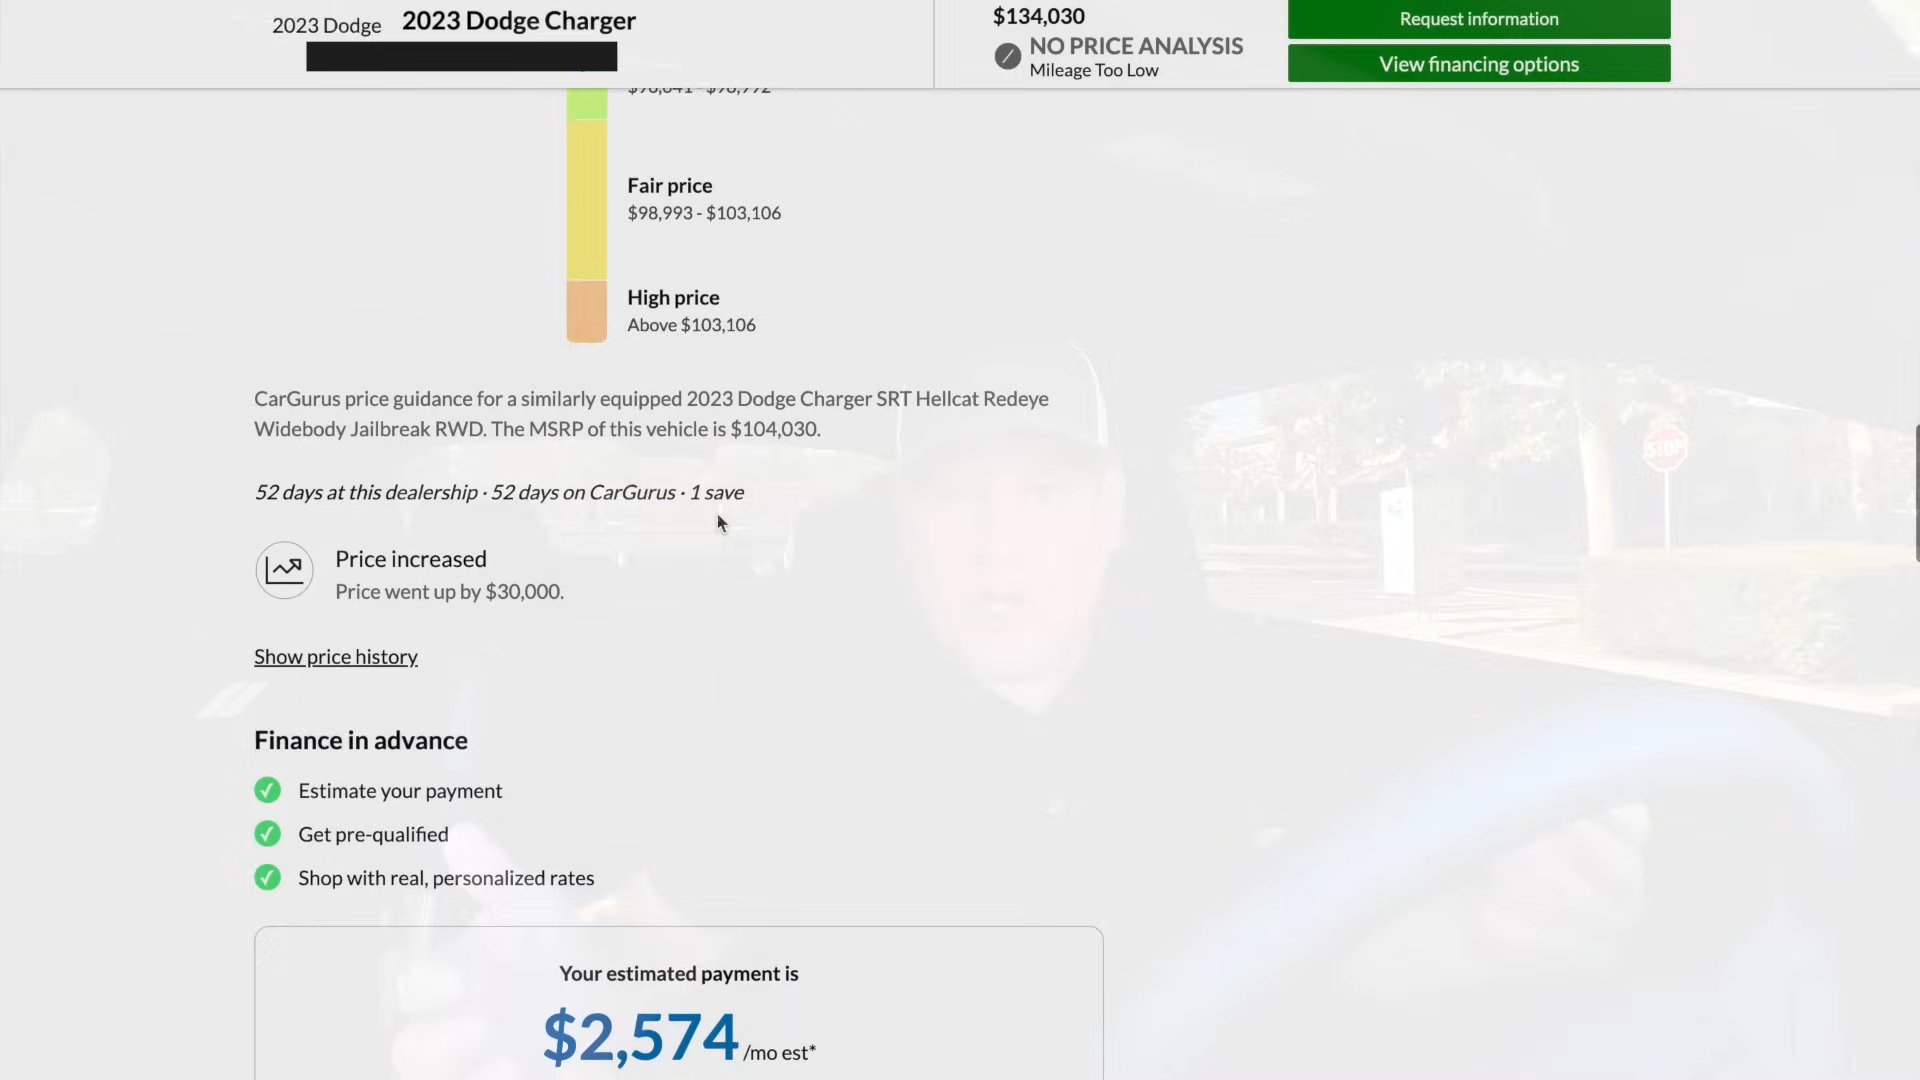 2023 Dodge
2023 Dodge Charger
$134,030
NO PRICE ANALYSIS
Mileage Too Low
Request information
View financing options
Fair price
$98,993 - $103,106
High price
Above $103,106
CarGurus price guidance for a similarly equipped 2023 Dodge Charger SRT Hellcat Redeye
Widebody Jailbreak RWD. The MSRP of this vehicle is $104,030.
52 days at this dealership · 52 days on CarGurus · 1 save
Price increased
Price went up by $30,000.
STOP
Show price history
Finance in advance
Estimate your payment
Get pre-qualified
Shop with real, personalized rates
Your estimated payment is
$2,574 /mo est*